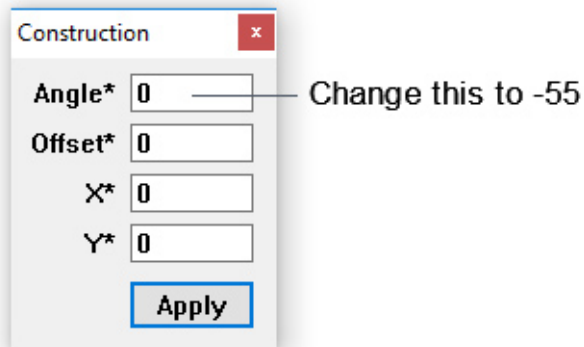 Construction x
Angle* 0 Change this to -55
Offset* 0
X* 0
Y* 0
Apply